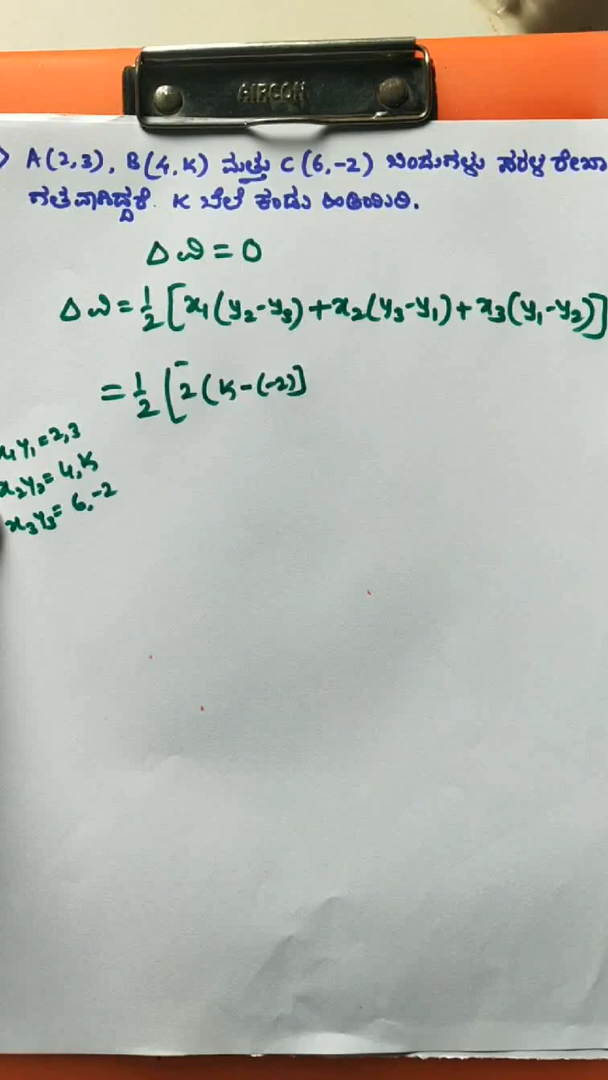 AIRCON
) A(2,3), B(4,K) ಮತ್ತು C(6,-2) ಬಿಂದುಗಳು ಸರಳ ರೇಖಾ
ಗತವಾಗಿದ್ದರೆ. K ಬೆಲೆ ಕಂಡು ಹಿಡಿಯಿರಿ.
Δ ವಿ = 0
Δ ವಿ = 1/2 [x₁(y₂-y₃)+x₂(y₃-y₁)+x₃(y₁-y₂)]
= 1/2 [2(K-(-2)]
x₁y₁=2,3
x₂y₂=4,K
x₃y₃=6,-2